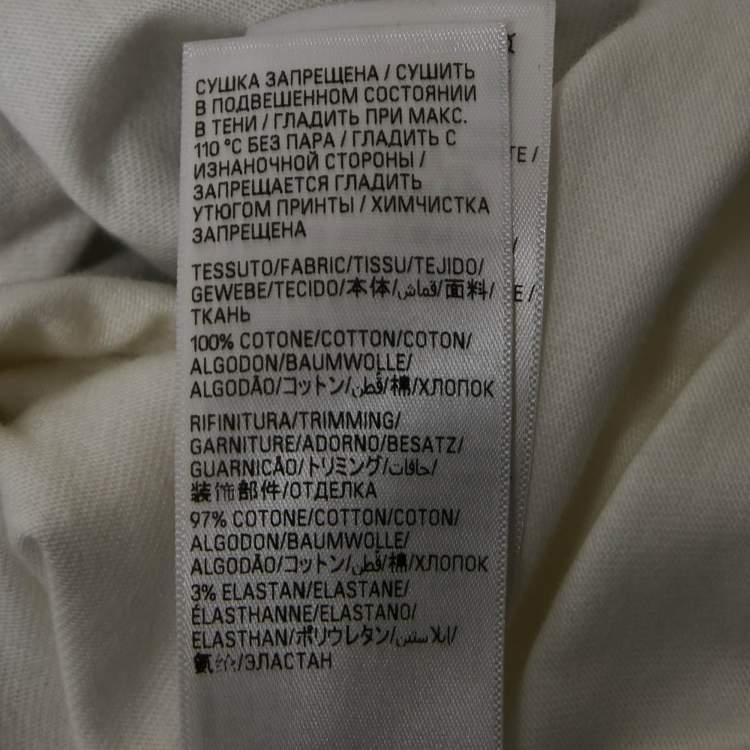 СУШКА ЗАПРЕЩЕНА / СУШИТЬ
В ПОДВЕШЕННОМ СОСТОЯНИИ
В ТЕНИ / ГЛАДИТЬ ПРИ МАКС.
110 °C БЕЗ ПАРА / ГЛАДИТЬ С
ИЗНАНОЧНОЙ СТОРОНЫ /
ЗАПРЕЩАЕТСЯ ГЛАДИТЬ
УТЮГОМ ПРИНТЫ / ХИМЧИСТКА
ЗАПРЕЩЕНА
TESSUTO/FABRIC/TISSU/TEJIDO/
GEWEBE/TECIDO/本体/قماش/面料/
ТКАНЬ
100% COTONE/COTTON/COTON/
ALGODON/BAUMWOLLE/
ALGODÃO/コットン/قطن/棉/ХЛОПОК
RIFINITURA/TRIMMING/
GARNITURE/ADORNO/BESATZ/
GUARNICÃO/トリミング/حافات/
装饰部件/ОТДЕЛКА
97% COTONE/COTTON/COTON/
ALGODON/BAUMWOLLE/
ALGODÃO/コットン/قطن/棉/ХЛОПОК
3% ELASTAN/ELASTANE/
ÉLASTHANNE/ELASTANO/
ELASTHAN/ポリウレタン/إيلاستين/
氨纶/ЭЛАСТАН
TE /
E /